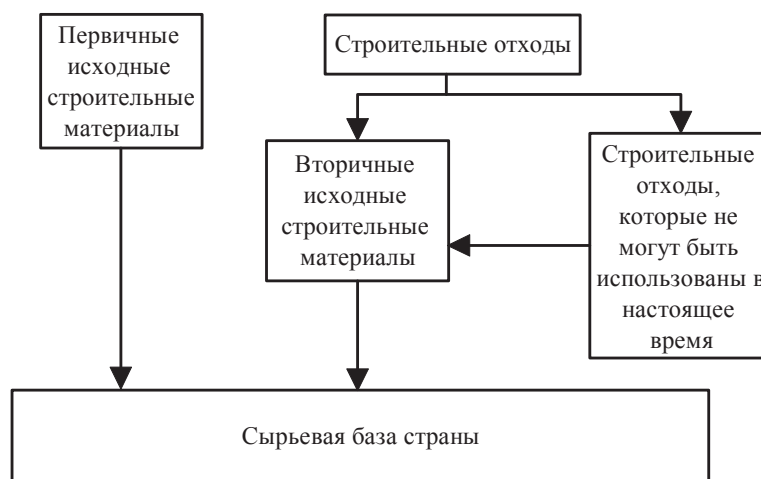 Первичные
исходные
строительные
материалы
Строительные отходы
Вторичные
исходные
строительные
материалы
Строительные
отходы,
которые не
могут быть
использованы в
настоящее
время
Сырьевая база страны